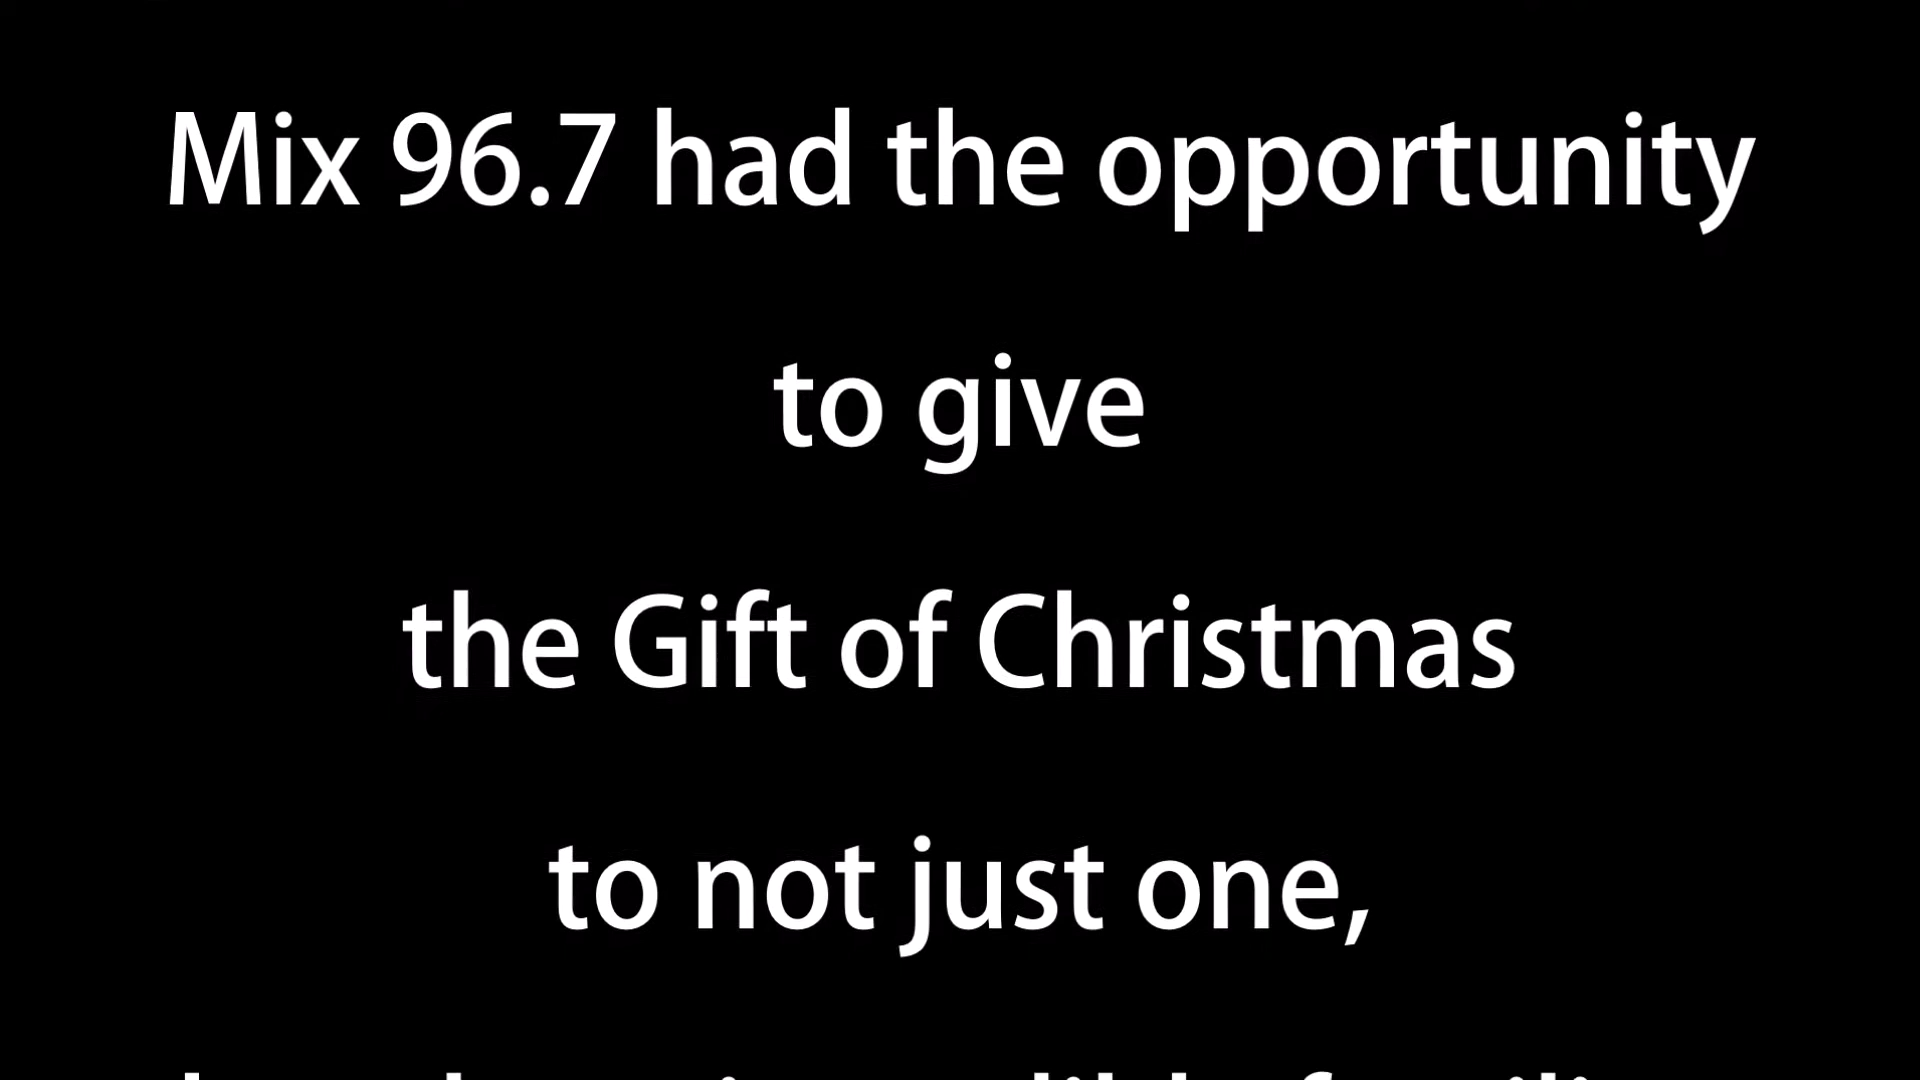 Mix 96.7 had the opportunity
to give
the Gift of Christmas
to not just one,